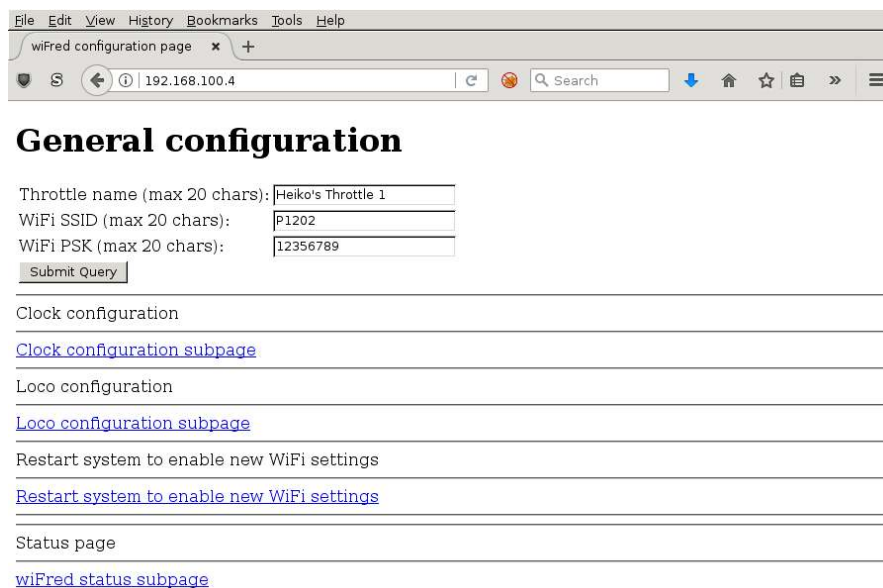 File Edit View History Bookmarks Tools Help
wiFred configuration page
192.168.100.4
Search
General configuration
Throttle name (max 20 chars): Heiko's Throttle 1
WiFi SSID (max 20 chars): P1202
WiFi PSK (max 20 chars): 12356789
Submit Query
Clock configuration
Clock configuration subpage
Loco configuration
Loco configuration subpage
Restart system to enable new WiFi settings
Restart system to enable new WiFi settings
Status page
wiFred status subpage